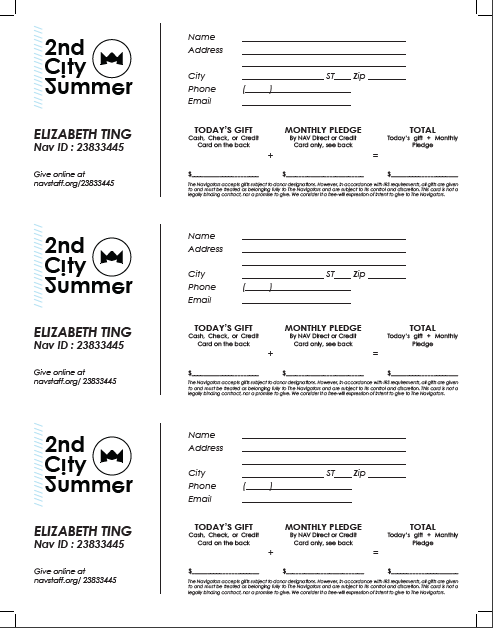 2nd
City
Summer
ELIZABETH TING
Nav ID : 23833445
Give online at
navstaff.org/23833445
Name
Address
City ST Zip
Phone ( )
Email
TODAY'S GIFT MONTHLY PLEDGE TOTAL
Cash, Check, or Credit By NAV Direct or Credit Today's gift + Monthly
Card on the back Card only, see back Pledge
+ =
$ $ $
The Navigators accepts gifts subject to donor designations. However, in accordance with IRS requirements, all gifts are given
to and must be treated as belonging fully to The Navigators and are subject to its control and discretion. This card is not a
legally binding contract, nor a promise to give. We consider it a free-will expression of intent to give to The Navigators.
2nd
City
Summer
ELIZABETH TING
Nav ID : 23833445
Give online at
navstaff.org/ 23833445
Name
Address
City ST Zip
Phone ( )
Email
TODAY'S GIFT MONTHLY PLEDGE TOTAL
Cash, Check, or Credit By NAV Direct or Credit Today's gift + Monthly
Card on the back Card only, see back Pledge
+ =
$ $ $
The Navigators accepts gifts subject to donor designations. However, in accordance with IRS requirements, all gifts are given
to and must be treated as belonging fully to The Navigators and are subject to its control and discretion. This card is not a
legally binding contract, nor a promise to give. We consider it a free-will expression of intent to give to The Navigators.
2nd
City
Summer
ELIZABETH TING
Nav ID : 23833445
Give online at
navstaff.org/ 23833445
Name
Address
City ST Zip
Phone ( )
Email
TODAY'S GIFT MONTHLY PLEDGE TOTAL
Cash, Check, or Credit By NAV Direct or Credit Today's gift + Monthly
Card on the back Card only, see back Pledge
+ =
$ $ $
The Navigators accepts gifts subject to donor designations. However, in accordance with IRS requirements, all gifts are given
to and must be treated as belonging fully to The Navigators and are subject to its control and discretion. This card is not a
legally binding contract, nor a promise to give. We consider it a free-will expression of intent to give to The Navigators.